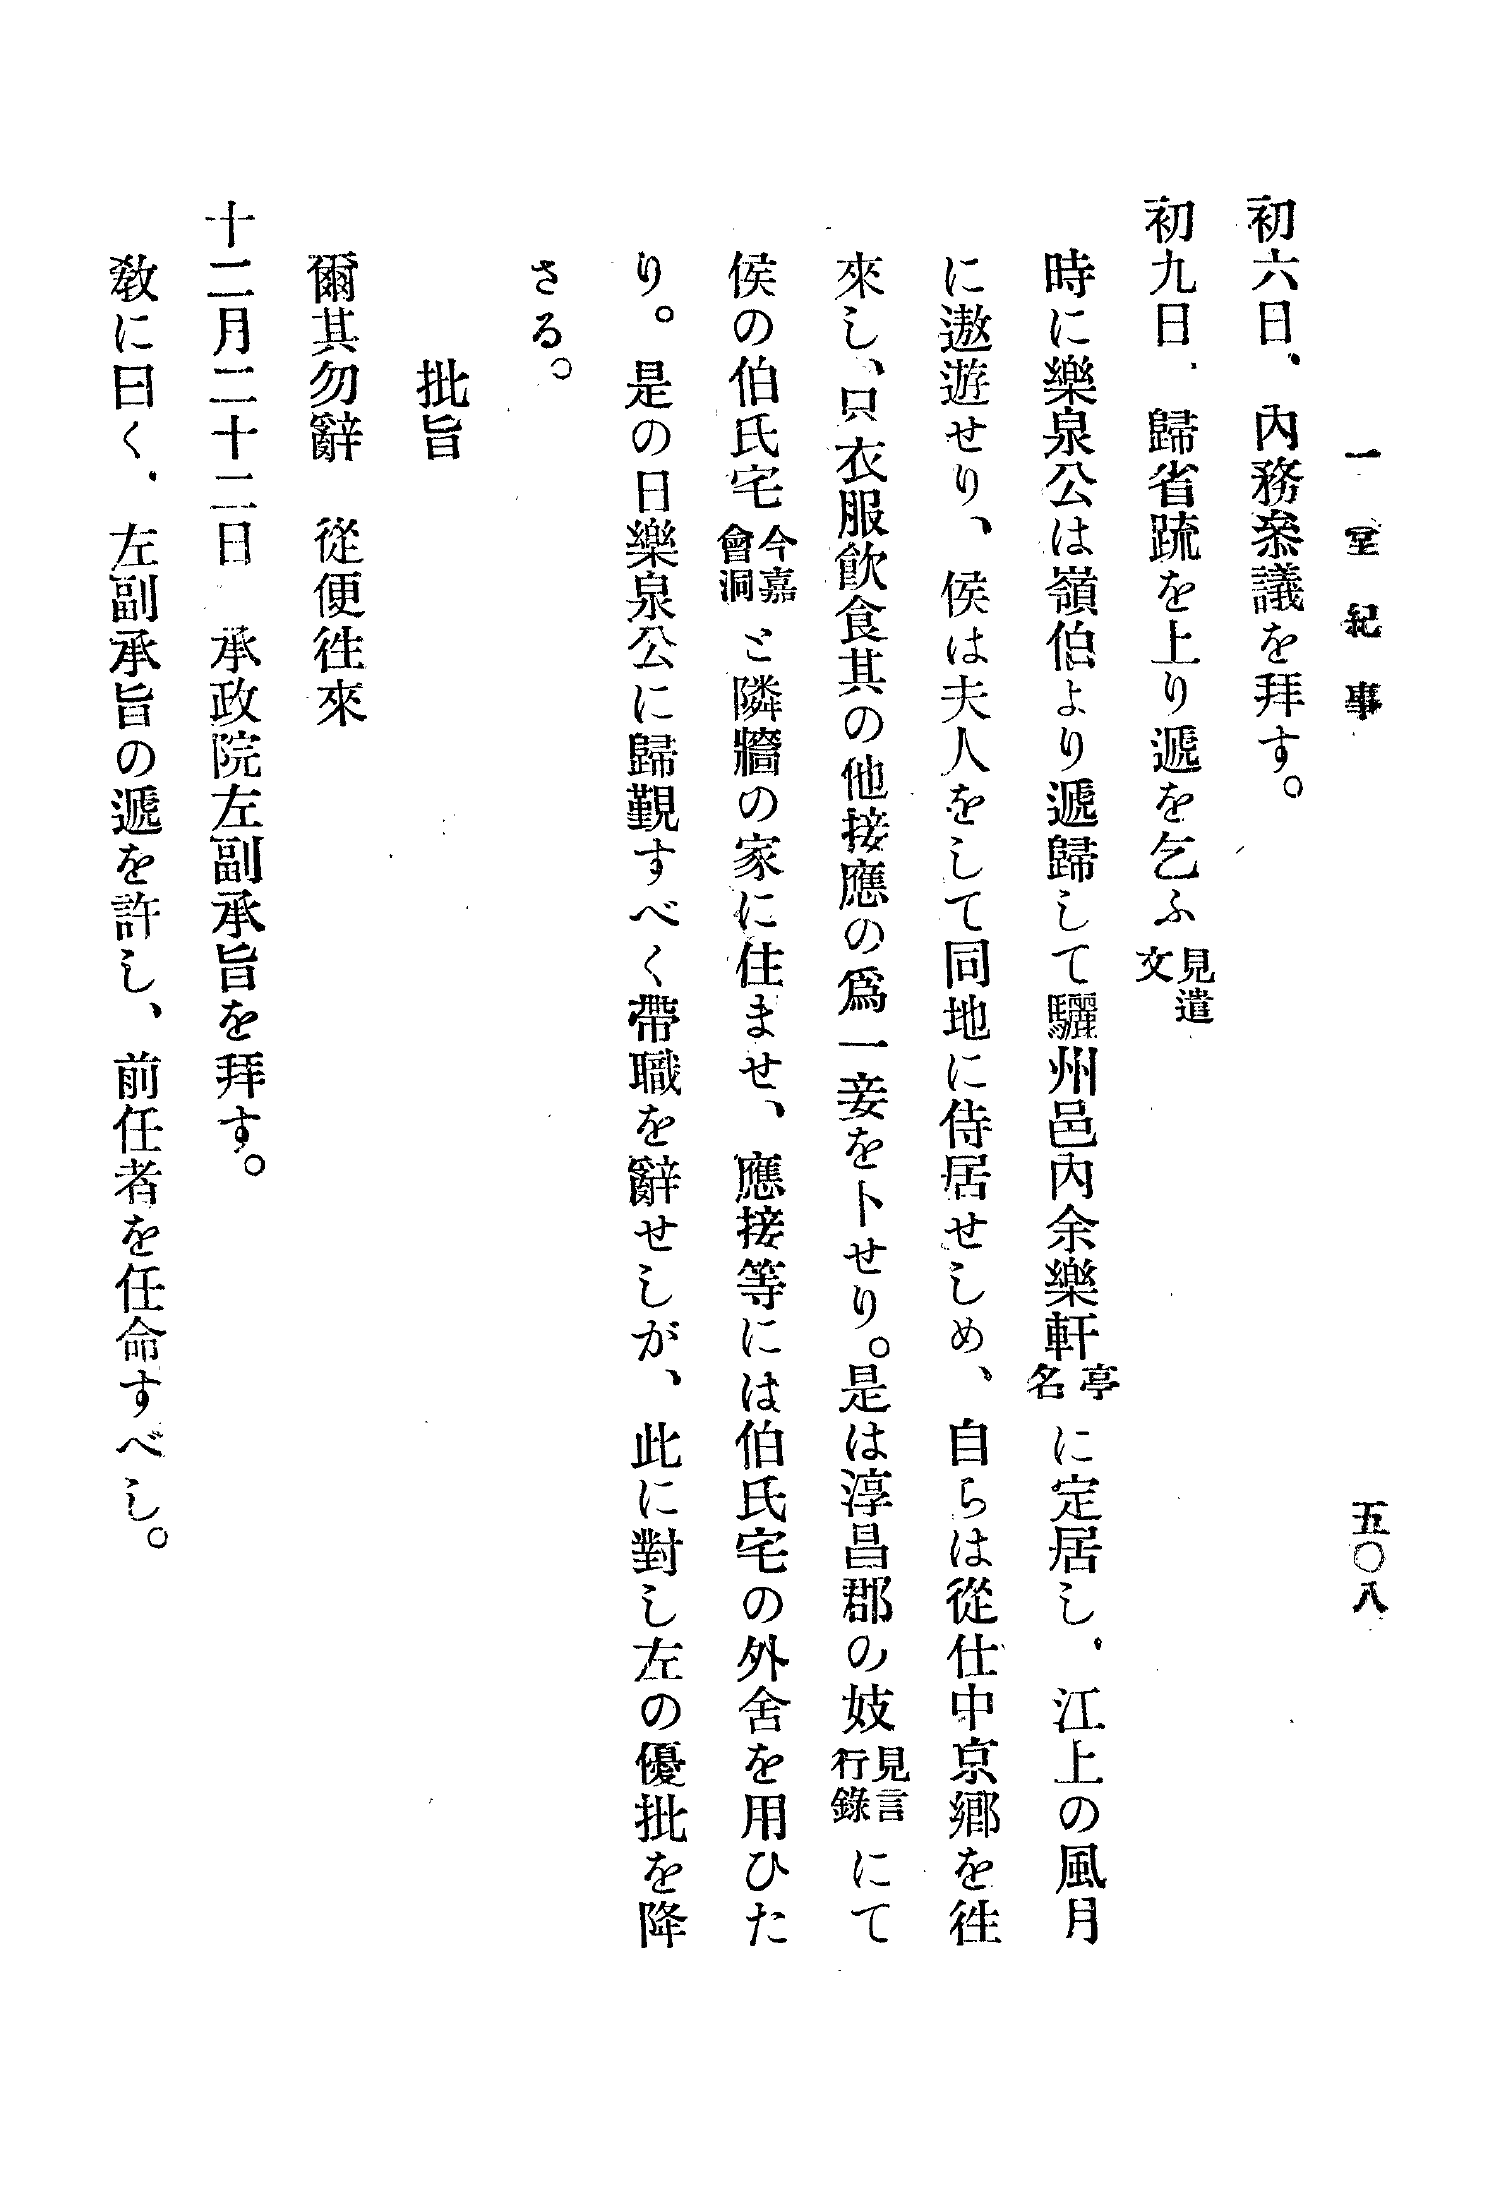 一堂紀事 五〇八
初六日、內務叅議を拜す。
初九日、歸省疏を上り遞を乞ふ見遣文
時に樂泉公は嶺伯より遞歸して驪州邑內余樂軒亭名に定居し、江上の風月
に遨遊せり、侯は夫人をして同地に侍居せしめ、自らは從仕中京鄕を徃
來し、只衣服飮食其の他接應の爲一妾を卜せり。是は淳昌郡の妓見言行錄にて
侯の伯氏宅今嘉會洞と隣牆の家に住ませ、應接等には伯氏宅の外舍を用ひた
り。是の日樂泉公に歸覲すべく帶職を辭せしが、此に對し左の優批を降
さる。
批旨
爾其勿辭 從便徃來
十二月二十二日 承政院左副承旨を拜す。
敎に曰く、左副承旨の遞を許し、前任者を任命すべし。